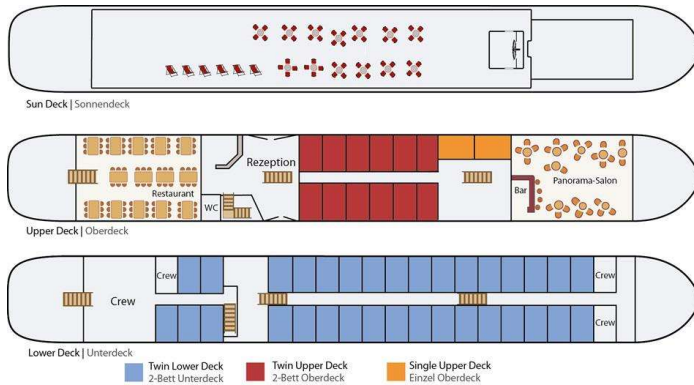 Sun Deck | Sonnendeck
Rezeption
Restaurant
WC
Bar
Panorama-Salon
Upper Deck | Oberdeck
Crew
Crew
Crew
Crew
Lower Deck | Unterdeck
Twin Lower Deck
2-Bett Unterdeck
Twin Upper Deck
2-Bett Oberdeck
Single Upper Deck
Einzel Oberdeck